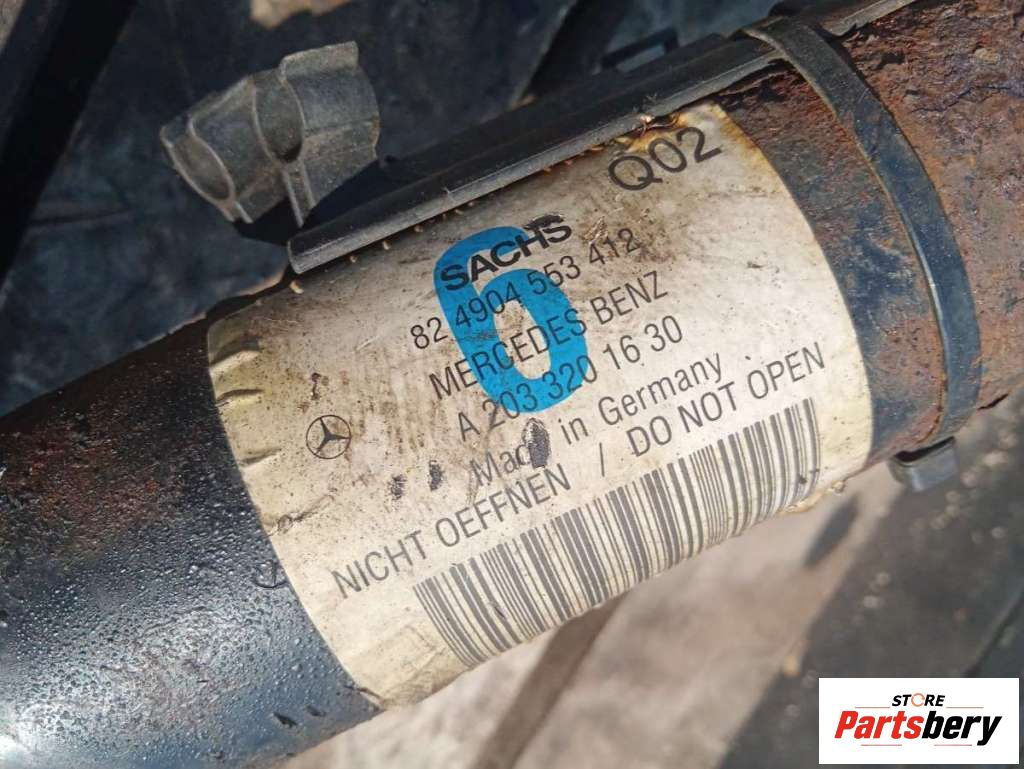 Q02
6
SACHS
82 4904 553 412
MERCEDES BENZ
A 203 320 16 30
Made in Germany
NICHT OEFFNEN / DO NOT OPEN
STORE
Partsbery